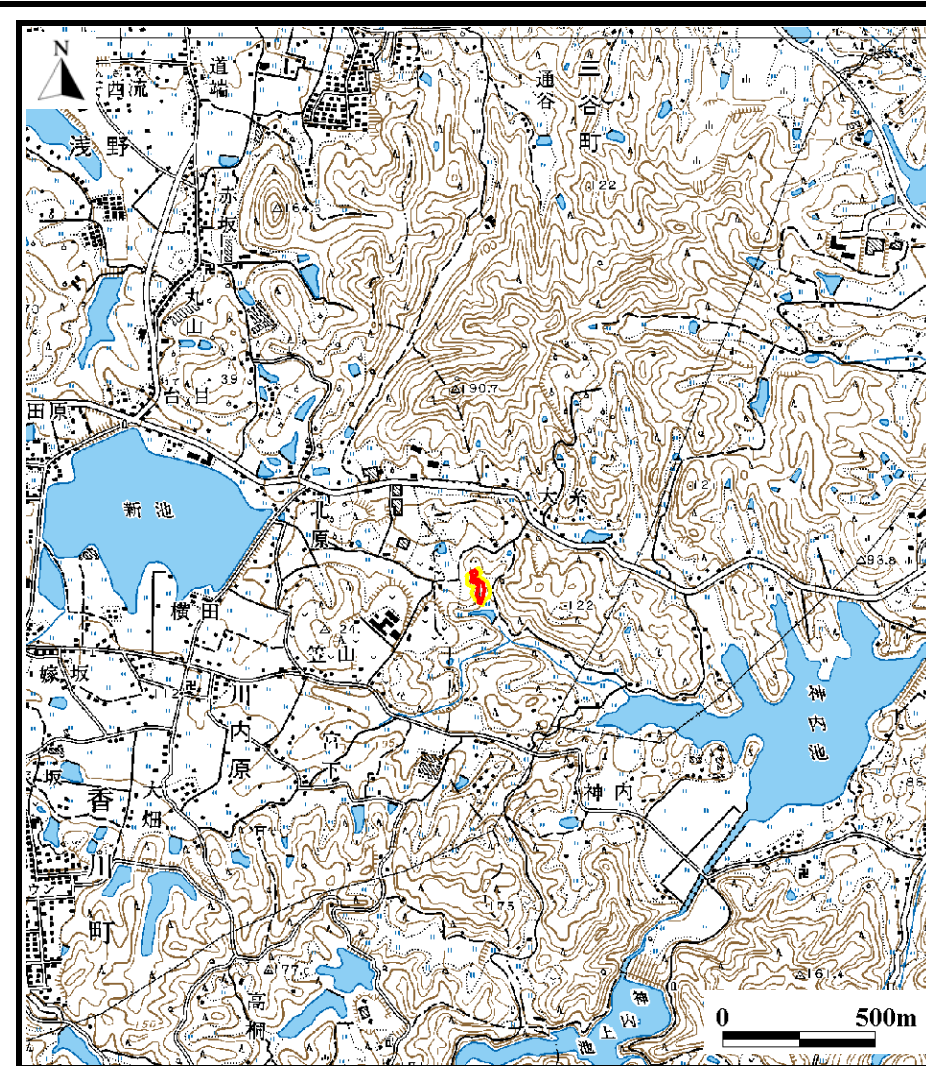 N
西流
道端
通谷
三谷町
浅野
赤坂
122
△164.5
丸山
39
△190.7
田原
新池
北原
大糸
△93.8
122
横田
笠山
嫁坂
川内原
宮下
神内池
坂
大畑
神内
175
香川町
△177
高桐
△161.4
神内上池
0 500m